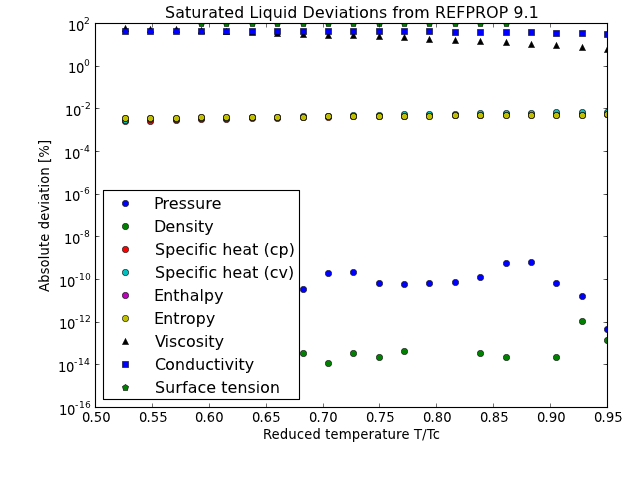 Saturated Liquid Deviations from REFPROP 9.1
10^2
10^0
10^-2
10^-4
10^-6
10^-8
10^-10
10^-12
10^-14
10^-16
Absolute deviation [%]
Pressure
Density
Specific heat (cp)
Specific heat (cv)
Enthalpy
Entropy
Viscosity
Conductivity
Surface tension
0.50 0.55 0.60 0.65 0.70 0.75 0.80 0.85 0.90 0.95
Reduced temperature T/Tc